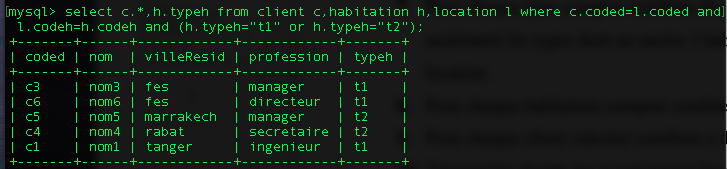 [mysql> select c.*,h.typeh from client c,habitation h,location l where c.coded=l.coded and
l.codeh=h.codeh and (h.typeh="t1" or h.typeh="t2");
+-------+------+------------+------------+-------+
| coded | nom  | villeResid | profession | typeh |
+-------+------+------------+------------+-------+
| c3    | nom3 | fes        | manager    | t1    |
| c6    | nom6 | fes        | directeur  | t1    |
| c5    | nom5 | marrakech  | manager    | t2    |
| c4    | nom4 | rabat      | secretaire | t2    |
| c1    | nom1 | tanger     | ingenieur  | t1    |
+-------+------+------------+------------+-------+